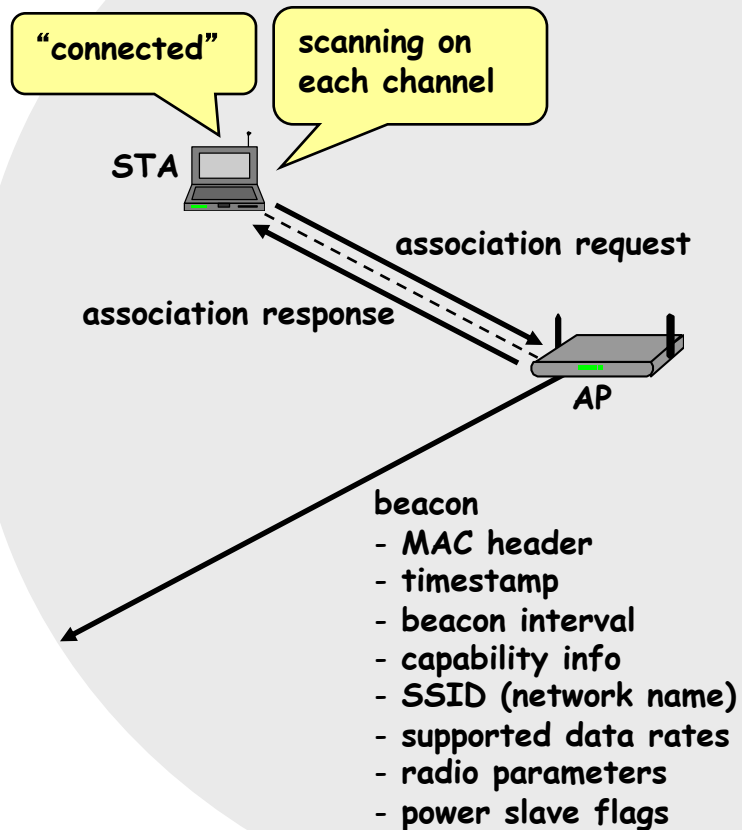 “connected”
scanning on
each channel
STA
association request
association response
AP
beacon
- MAC header
- timestamp
- beacon interval
- capability info
- SSID (network name)
- supported data rates
- radio parameters
- power slave flags